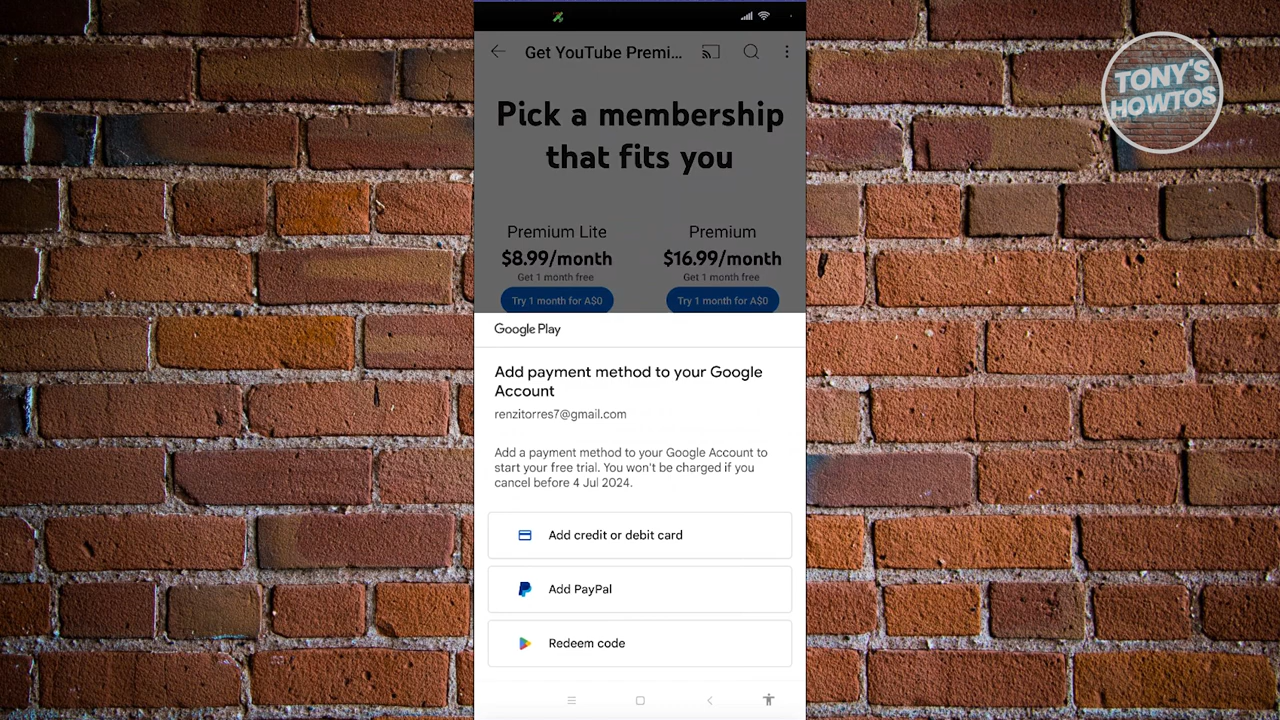 Get YouTube Premi...
TONY'S
HOWTOS
Pick a membership
that fits you
Premium Lite
$8.99/month
Get 1 month free
Try 1 month for A$0
Premium
$16.99/month
Get 1 month free
Try 1 month for A$0
Google Play
Add payment method to your Google
Account
renzitorres7@gmail.com
Add a payment method to your Google Account to
start your free trial. You won't be charged if you
cancel before 4 Jul 2024.
Add credit or debit card
Add PayPal
Redeem code